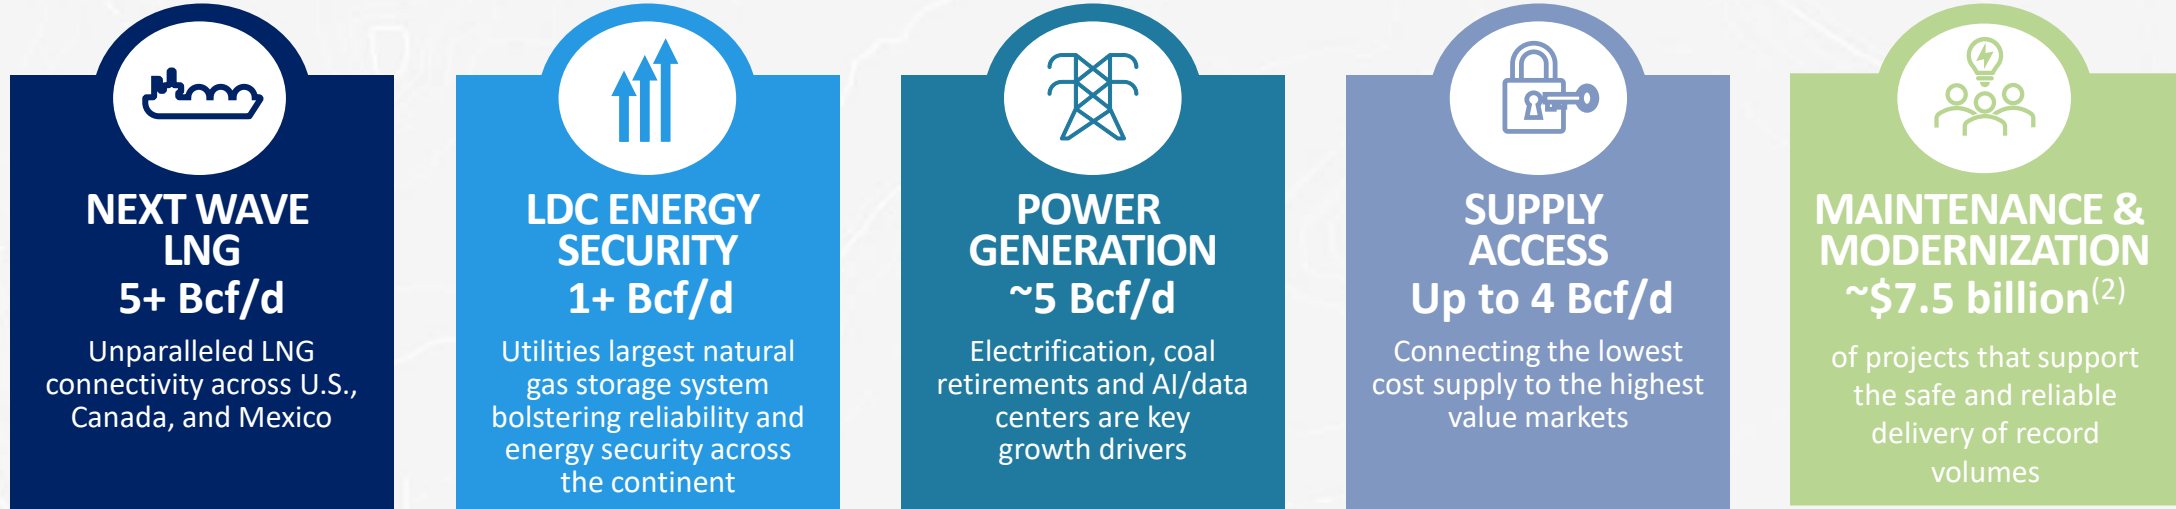 NEXT WAVE
LNG
5+ Bcf/d
Unparalleled LNG
connectivity across U.S.,
Canada, and Mexico
LDC ENERGY
SECURITY
1+ Bcf/d
Utilities largest natural
gas storage system
bolstering reliability and
energy security across
the continent
POWER
GENERATION
~5 Bcf/d
Electrification, coal
retirements and AI/data
centers are key
growth drivers
SUPPLY
ACCESS
Up to 4 Bcf/d
Connecting the lowest
cost supply to the highest
value markets
MAINTENANCE &
MODERNIZATION
~$7.5 billion(2)
of projects that support
the safe and reliable
delivery of record
volumes